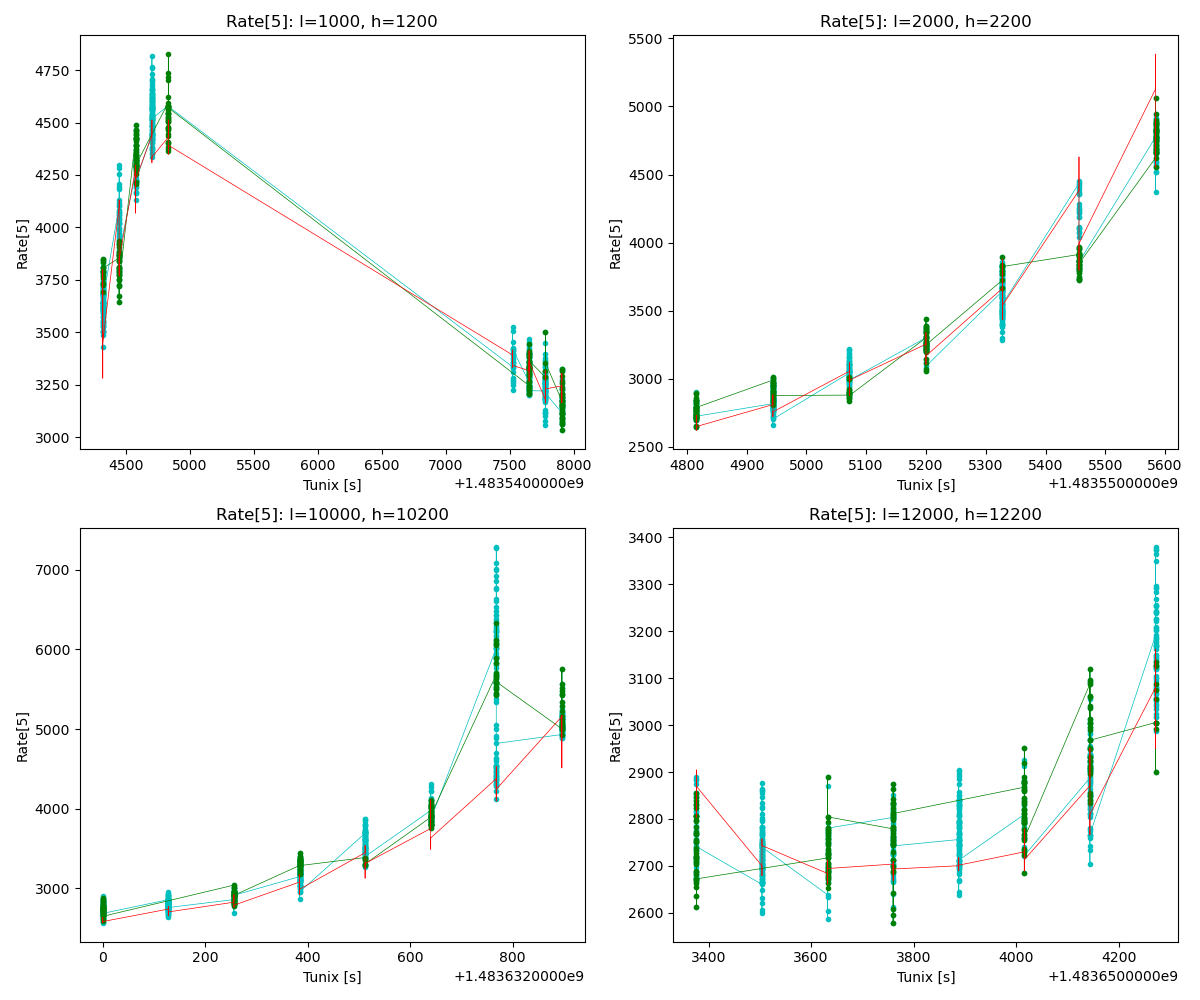 Rate[5]: l=1000, h=1200
Rate[5]
4750
4500
4250
4000
3750
3500
3250
3000
4500 5000 5500 6000 6500 7000 7500 8000
Tunix [s]
+1.4835400000e9
Rate[5]: l=2000, h=2200
Rate[5]
5500
5000
4500
4000
3500
3000
2500
4800 4900 5000 5100 5200 5300 5400 5500 5600
Tunix [s]
+1.4835500000e9
Rate[5]: l=10000, h=10200
Rate[5]
7000
6000
5000
4000
3000
0 200 400 600 800
Tunix [s]
+1.4836320000e9
Rate[5]: l=12000, h=12200
Rate[5]
3400
3300
3200
3100
3000
2900
2800
2700
2600
3400 3600 3800 4000 4200
Tunix [s]
+1.4836500000e9